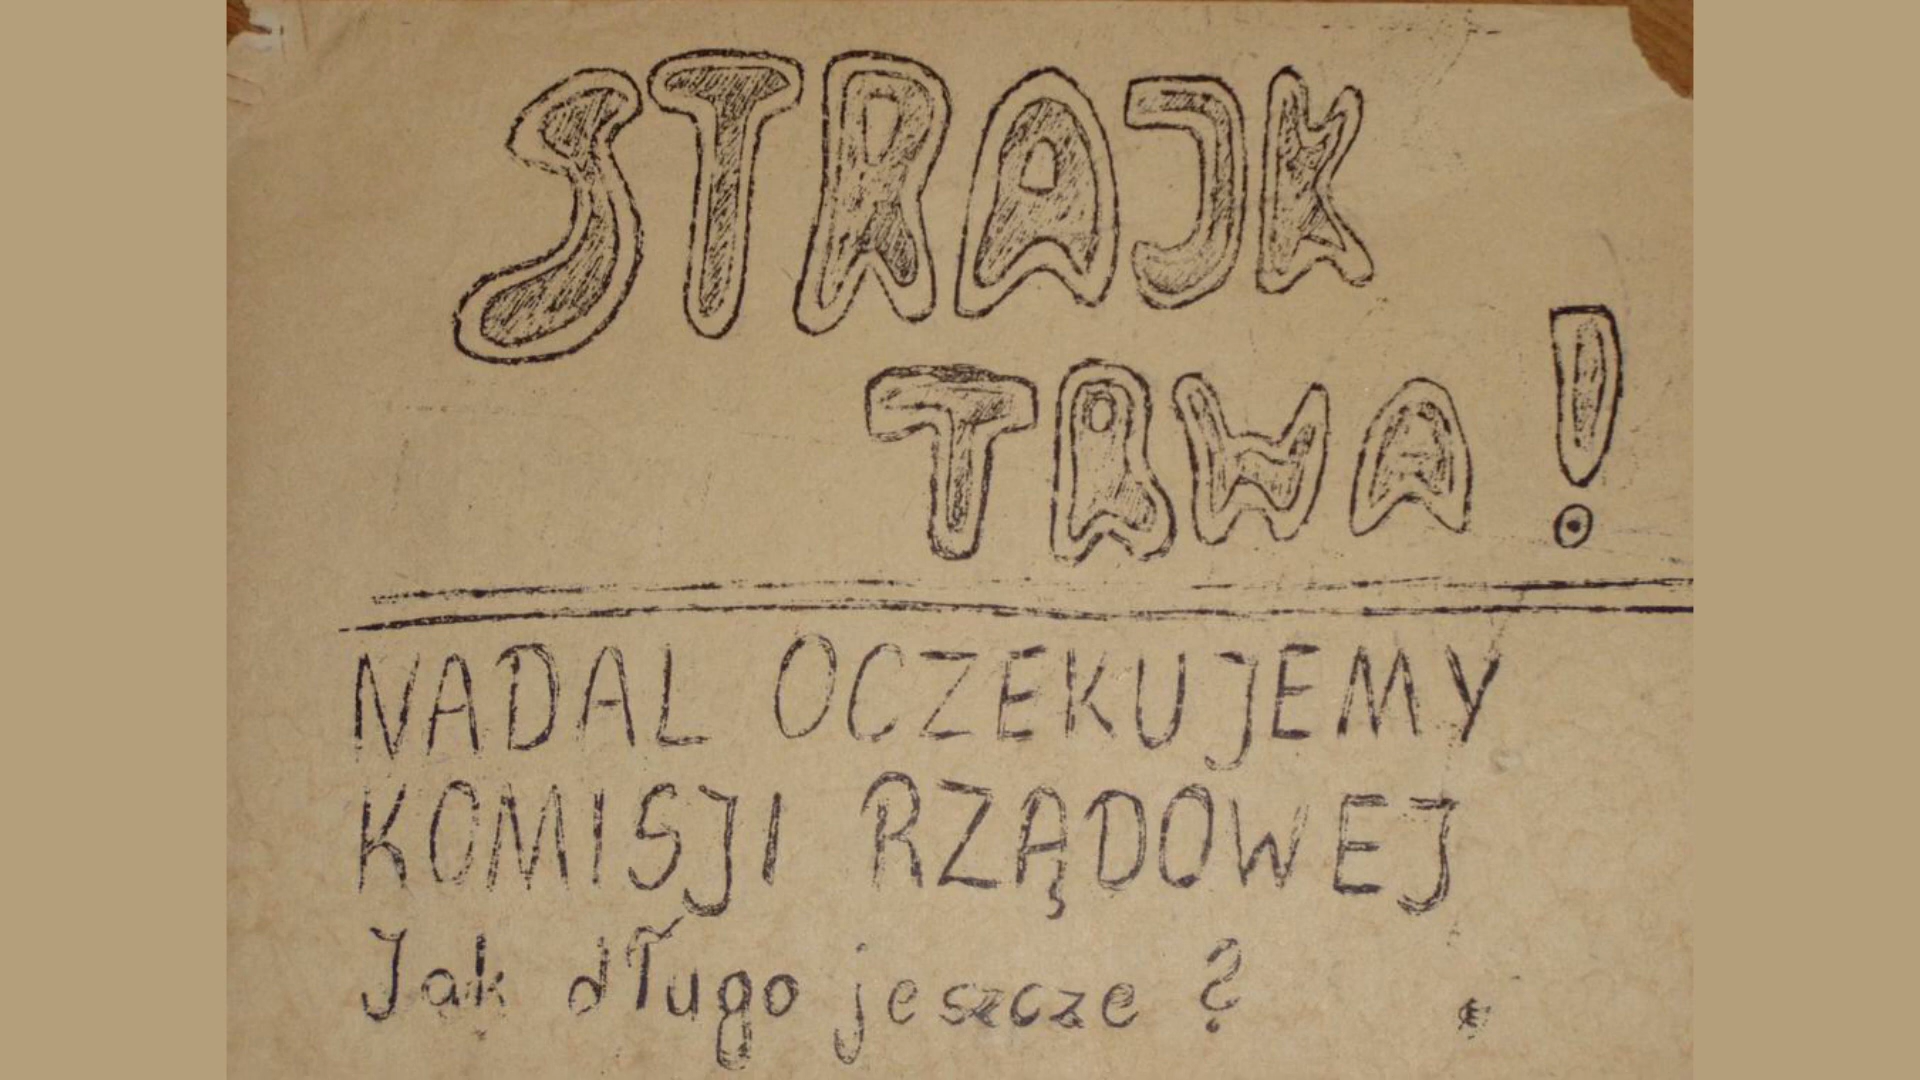 STRAJK
TRWA!
NADAL OCZEKUJEMY
KOMISJI RZĄDOWEJ
Jak długo jeszcze?